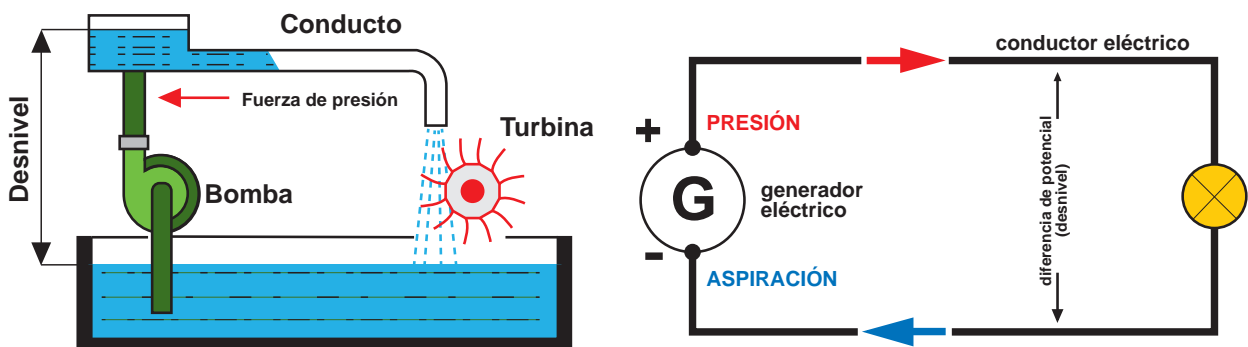 Conducto
Desnivel
Fuerza de presión
Turbina
Bomba
conductor eléctrico
+
PRESIÓN
G
generador
eléctrico
-
ASPIRACIÓN
diferencia de potencial
(desnivel)